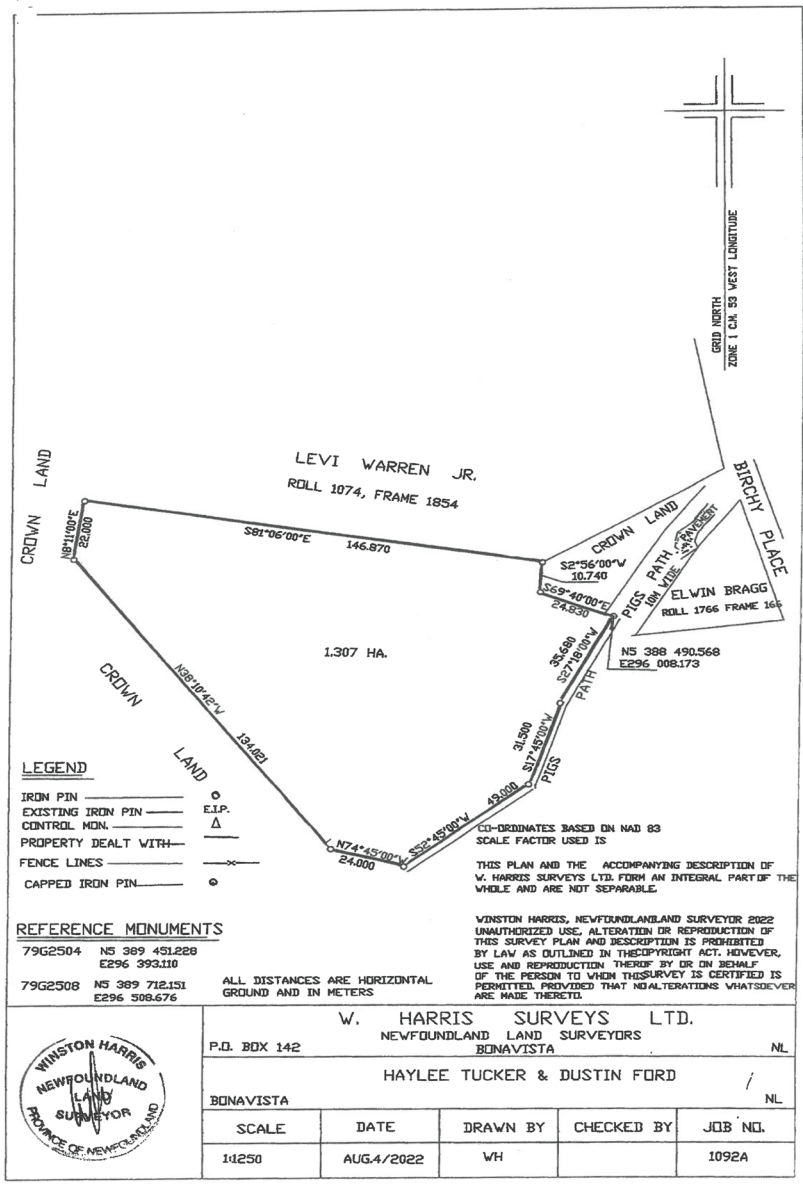 GRID NORTH
ZONE 1 C.M. 53 WEST LONGITUDE
CROWN LAND
LEVI WARREN JR.
ROLL 1074, FRAME 1854
BIRCHY PLACE
N8°11'00"E
22.000
S81°06'00"E
146.870
CROWN LAND
S2°56'00"W
10.740
S69°40'00"E
24.830
PIGS PATH
10M WIDE
PAVEMENT
ELWIN BRAGG
ROLL 1766 FRAME 166
N5 388 490.568
E296 008.173
35.680
S27°18'00"W
PATH
1.307 HA.
N38°10'42"W
134.021
CROWN
LAND
31.500
S17°45'00"W
PIGS
49.000
S52°45'00"W
N74°45'00"W
24.000
LEGEND
IRON PIN
EXISTING IRON PIN E.I.P.
CONTROL MON.
PROPERTY DEALT WITH
FENCE LINES
CAPPED IRON PIN
CO-ORDINATES BASED ON NAD 83
SCALE FACTOR USED IS
THIS PLAN AND THE ACCOMPANYING DESCRIPTION OF
W. HARRIS SURVEYS LTD. FORM AN INTEGRAL PART OF THE
WHOLE AND ARE NOT SEPARABLE.
REFERENCE MONUMENTS
79G2504 N5 389 451.228
E296 393.110
79G2508 N5 389 712.151
E296 508.676
ALL DISTANCES ARE HORIZONTAL
GROUND AND IN METERS
WINSTON HARRIS, NEWFOUNDLANDLAND SURVEYOR 2022
UNAUTHORIZED USE, ALTERATION OR REPRODUCTION OF
THIS SURVEY PLAN AND DESCRIPTION IS PROHIBITED
BY LAW AS OUTLINED IN THECOPYRIGHT ACT. HOWEVER,
USE AND REPRODUCTION THEROF BY OR ON BEHALF
OF THE PERSON TO WHOM THISSURVEY IS CERTIFIED IS
PERMITTED. PROVIDED THAT NOALTERATIONS WHATSOEVER
ARE MADE THERETO.
WINSTON HARRIS
NEWFOUNDLAND
LAND
SURVEYOR
PROVINCE OF NEWFOUNDLAND
W. HARRIS SURVEYS LTD.
NEWFOUNDLAND LAND SURVEYORS
P.O. BOX 142 BONAVISTA NL
HAYLEE TUCKER & DUSTIN FORD
BONAVISTA NL
SCALE DATE DRAWN BY CHECKED BY JOB NO.
1:1250 AUG.4/2022 WH 1092A